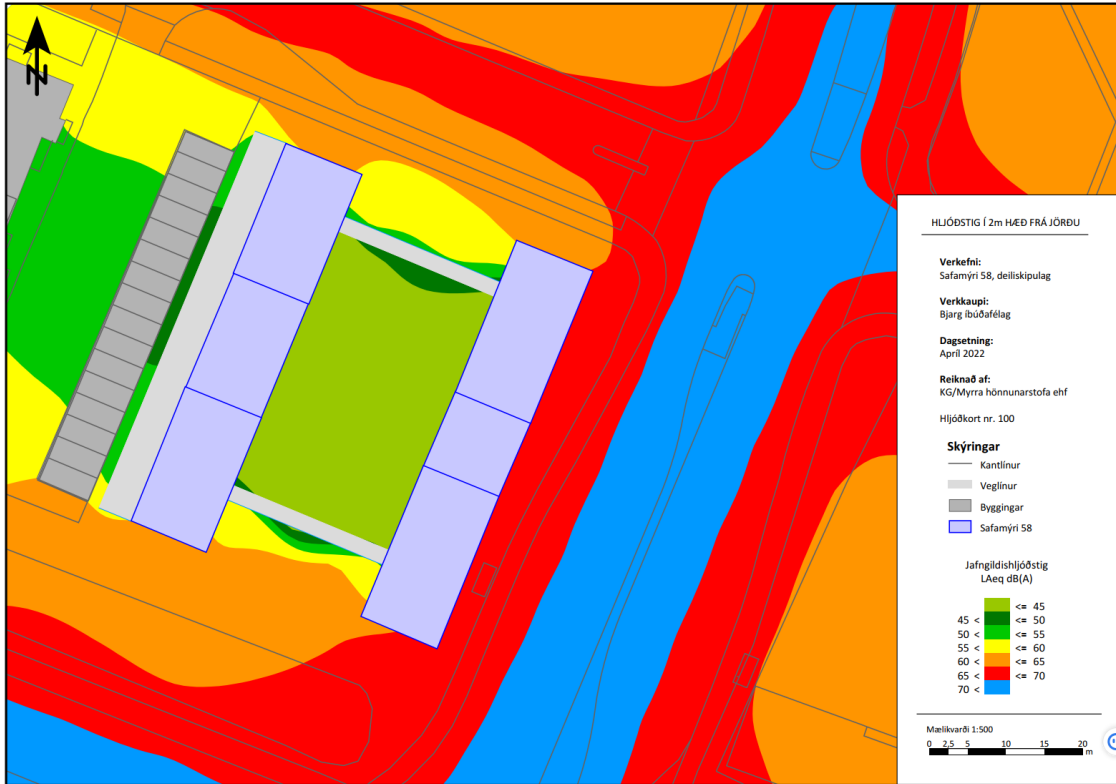 N
HLJÓÐSTIG Í 2m HÆÐ FRÁ JÖRÐU
Verkefni:
Safamýri 58, deiliskipulag
Verkkaupi:
Bjarg íbúðafélag
Dagsetning:
Apríl 2022
Reiknað af:
KG/Myrra hönnunarstofa ehf
Hljóðkort nr. 100
Skýringar
Kantlínur
Veglínur
Byggingar
Safamýri 58
Jafngildishljóðstig
LAeq dB(A)
<= 45
45 < <= 50
50 < <= 55
55 < <= 60
60 < <= 65
65 < <= 70
70 <
Mælikvarði 1:500
0 2,5 5 10 15 20
m